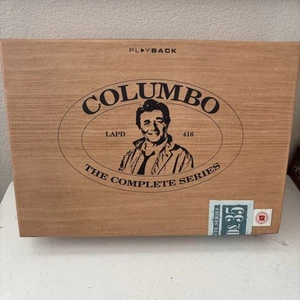 PLAYBACK
COLUMBO
LAPD 416
THE COMPLETE SERIES
12